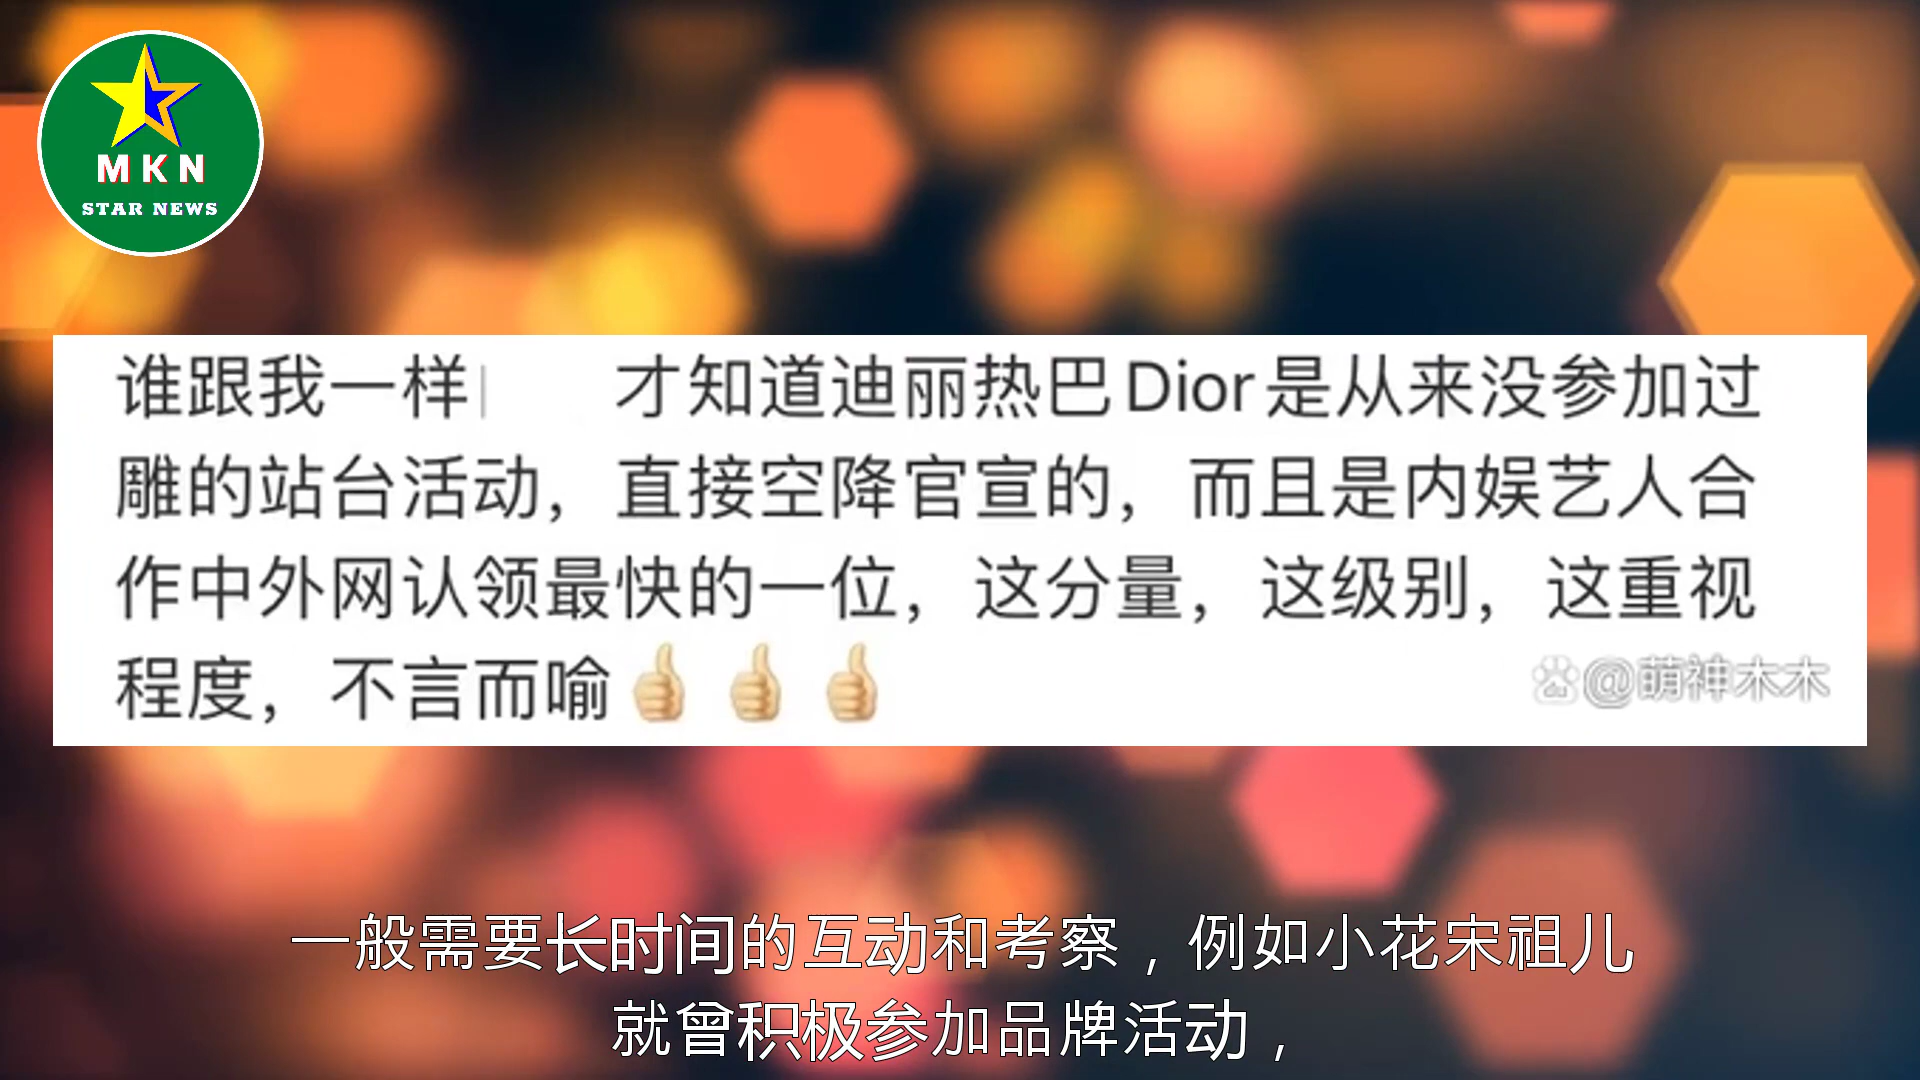 MKN
STAR NEWS
谁跟我一样 才知道迪丽热巴Dior是从来没参加过
雕的站台活动，直接空降官宣的，而且是内娱艺人合
作中外网认领最快的一位，这分量，这级别，这重视
程度，不言而喻👍🏻👍🏻👍🏻
@萌神木木
一般需要长时间的互动和考察，例如小花宋祖儿
就曾积极参加品牌活动，